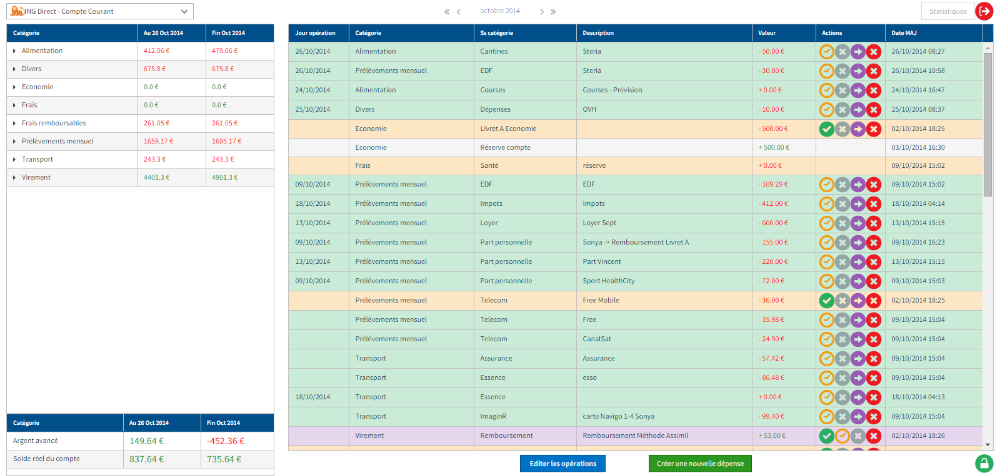 ING Direct - Compte Courant
octobre 2014
Statistiques
Catégorie Au 26 Oct 2014 Fin Oct 2014
Alimentation 412.06 € 478.06 €
Divers 675.8 € 675.8 €
Economie 0.0 € 0.0 €
Frais 0.0 € 0.0 €
Frais remboursables 261.05 € 261.05 €
Prélèvements mensuel 1659.17 € 1695.17 €
Transport 243.3 € 243.3 €
Virement 4401.3 € 4901.3 €
Catégorie Au 26 Oct 2014 Fin Oct 2014
Argent avancé 149.64 € -452.36 €
Solde réel du compte 837.64 € 735.64 €
Jour opération Catégorie Ss catégorie Description Valeur Actions Date MAJ
26/10/2014 Alimentation Cantines Steria - 50.00 € 26/10/2014 08:27
26/10/2014 Prélèvements mensuel EDF Steria - 30.00 € 26/10/2014 10:58
24/10/2014 Alimentation Courses Courses - Prévision + 0.00 € 24/10/2014 16:47
25/10/2014 Divers Dépenses OVH - 10.00 € 25/10/2014 08:37
Economie Livret A Economie - 500.00 € 02/10/2014 18:25
Economie Réserve compte + 500.00 € 03/10/2014 16:30
Frais Santé réserve + 0.00 € 09/10/2014 15:02
09/10/2014 Prélèvements mensuel EDF EDF - 109.29 € 09/10/2014 15:02
18/10/2014 Prélèvements mensuel Impots Impots - 412.00 € 18/10/2014 04:14
13/10/2014 Prélèvements mensuel Loyer Loyer Sept - 600.00 € 13/10/2014 15:15
09/10/2014 Prélèvements mensuel Part personnelle Sonya -> Remboursement Livret A - 155.00 € 09/10/2014 16:23
13/10/2014 Prélèvements mensuel Part personnelle Part Vincent - 220.00 € 13/10/2014 15:15
09/10/2014 Prélèvements mensuel Part personnelle Sport HealthCity - 72.00 € 09/10/2014 15:03
Prélèvements mensuel Telecom Free Mobile - 36.00 € 02/10/2014 18:25
Prélèvements mensuel Telecom Free - 35.98 € 09/10/2014 15:04
Prélèvements mensuel Telecom CanalSat - 24.90 € 09/10/2014 15:04
Transport Assurance Assurance - 57.42 € 09/10/2014 15:04
Transport Essence esso - 86.48 € 09/10/2014 15:04
18/10/2014 Transport Essence + 0.00 € 18/10/2014 04:13
Transport ImaginR carte Navigo 1-4 Sonya - 99.40 € 09/10/2014 15:04
Virement Remboursement Remboursement Méthode Assimil + 53.00 € 02/10/2014 18:26
Editer les opérations
Créer une nouvelle dépense